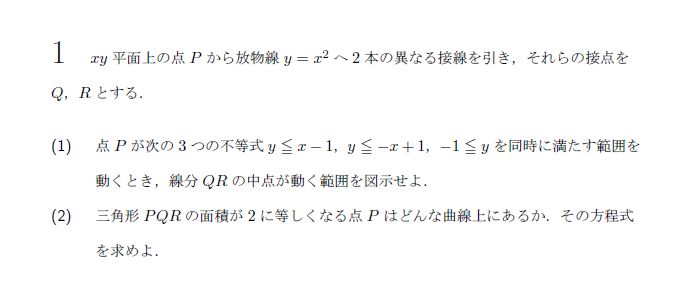 1 xy 平面上の点 P から放物線 y = x² へ 2 本の異なる接線を引き，それらの接点を
Q，R とする．
(1) 点 P が次の 3 つの不等式 y ≦ x − 1，y ≦ −x + 1，−1 ≦ y を同時に満たす範囲を
動くとき，線分 QR の中点が動く範囲を図示せよ．
(2) 三角形 PQR の面積が 2 に等しくなる点 P はどんな曲線上にあるか．その方程式
を求めよ．